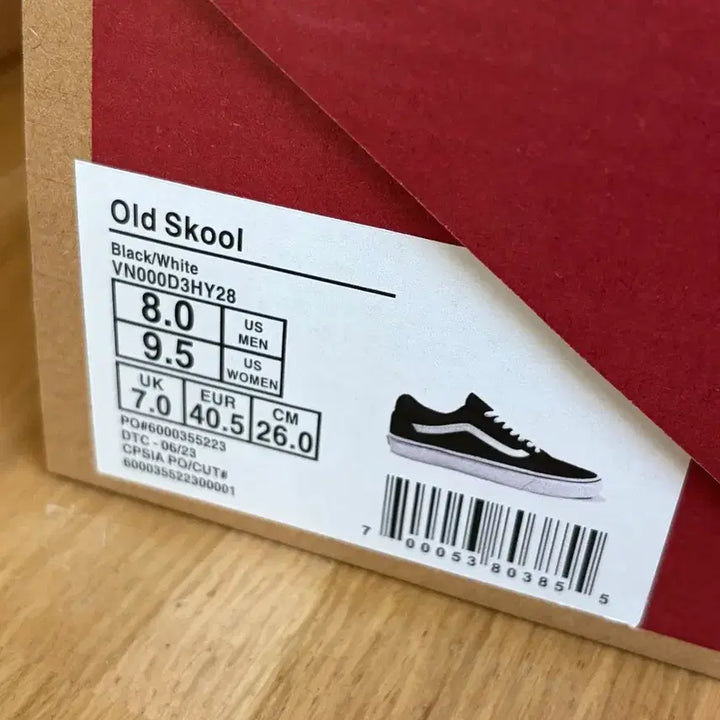 Old Skool
Black/White
VN000D3HY28
8.0 US MEN
9.5 US WOMEN
UK 7.0 EUR 40.5 CM 26.0
PO#6000355223
DTC - 06/23
CPSIA PO/CUT#
600035522300001
7 00053 80385 5